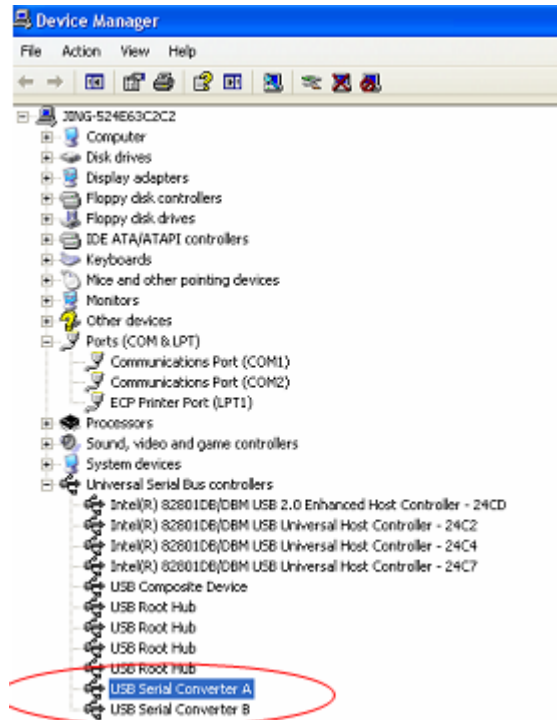 Device Manager
File Action View Help
JING-524E63C2C2
Computer
Disk drives
Display adapters
Floppy disk controllers
Floppy disk drives
IDE ATA/ATAPI controllers
Keyboards
Mice and other pointing devices
Monitors
Other devices
Ports (COM & LPT)
Communications Port (COM1)
Communications Port (COM2)
ECP Printer Port (LPT1)
Processors
Sound, video and game controllers
System devices
Universal Serial Bus controllers
Intel(R) 82801DB/DBM USB 2.0 Enhanced Host Controller - 24CD
Intel(R) 82801DB/DBM USB Universal Host Controller - 24C2
Intel(R) 82801DB/DBM USB Universal Host Controller - 24C4
Intel(R) 82801DB/DBM USB Universal Host Controller - 24C7
USB Composite Device
USB Root Hub
USB Root Hub
USB Root Hub
USB Root Hub
USB Serial Converter A
USB Serial Converter B